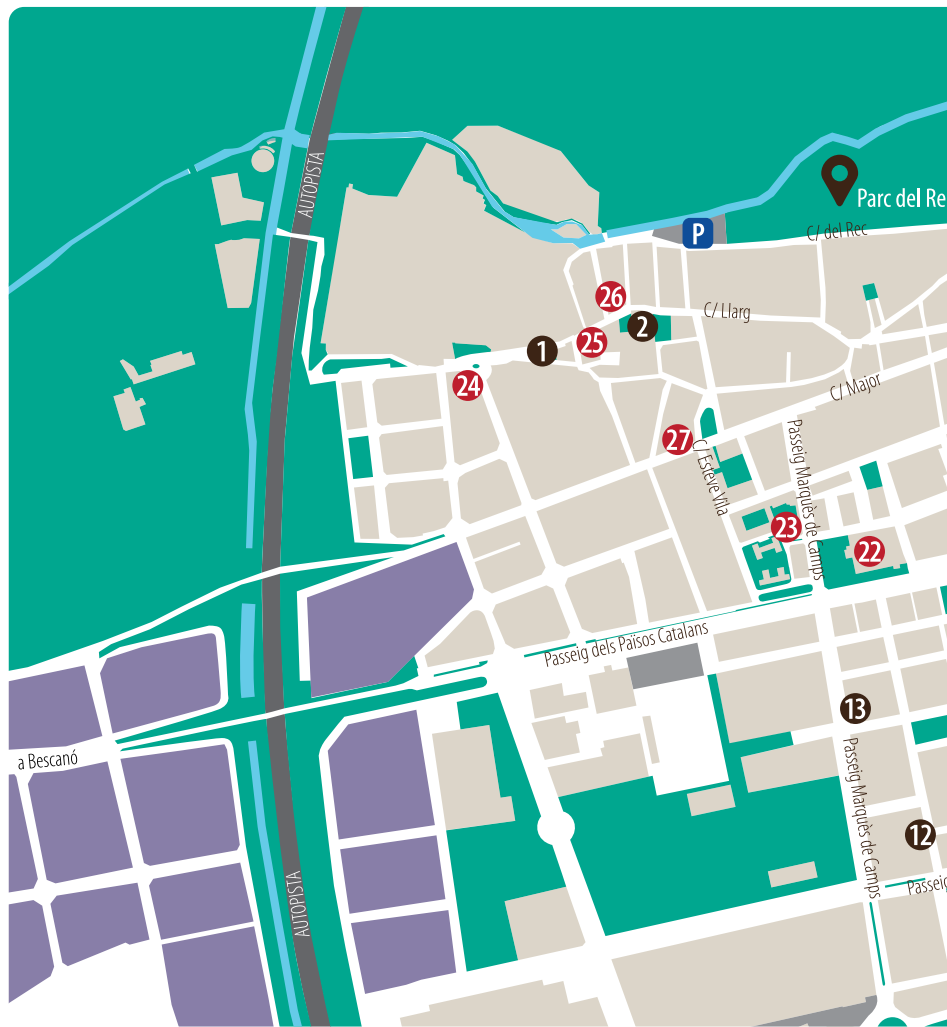 AUTOPISTA
Parc del Re
C/ del Rec
P
26
C/ Llarg
2
25
1
24
C/ Major
27
C/ Esteve Vila
Passeig Marquès de Camps
23
22
Passeig dels Països Catalans
13
a Bescanó
Passeig Marquès de Camps
12
Passeig
AUTOPISTA